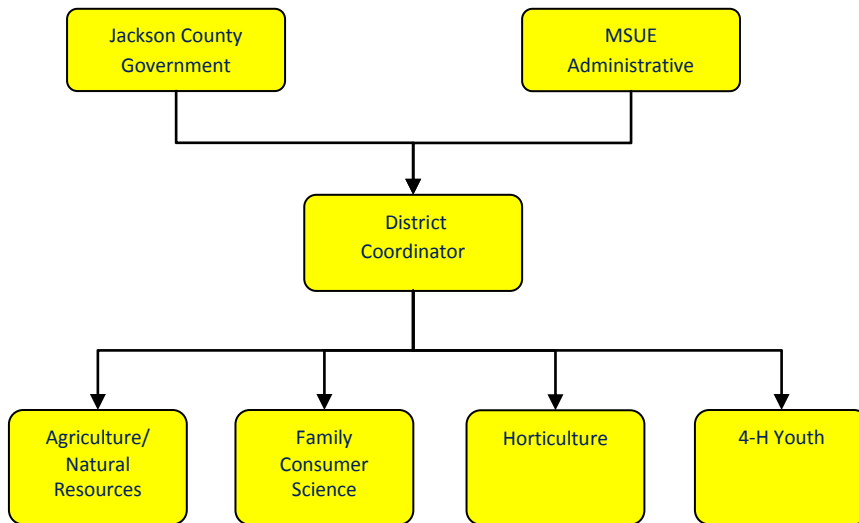 Jackson County
Government
MSUE
Administrative
District
Coordinator
Agriculture/
Natural
Resources
Family
Consumer
Science
Horticulture
4-H Youth